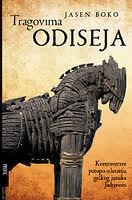 JASEN BOKO
Tragovima
ODISEJA
Kontroverzni
putopis o lutanju
grčkog junaka
Jadranom